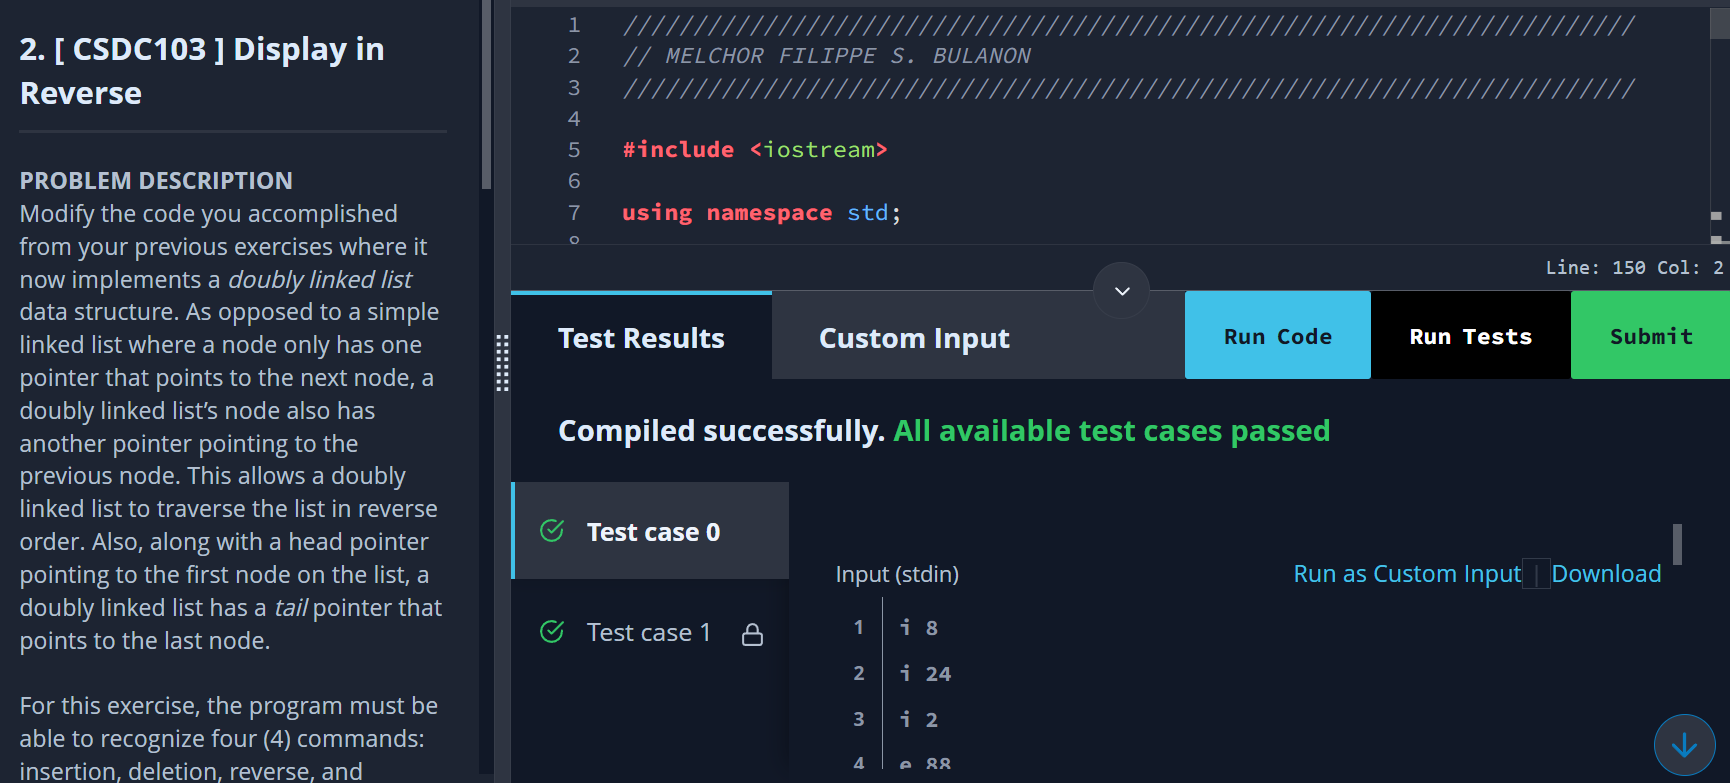 2. [ CSDC103 ] Display in
Reverse
PROBLEM DESCRIPTION
Modify the code you accomplished
from your previous exercises where it
now implements a doubly linked list
data structure. As opposed to a simple
linked list where a node only has one
pointer that points to the next node, a
doubly linked list’s node also has
another pointer pointing to the
previous node. This allows a doubly
linked list to traverse the list in reverse
order. Also, along with a head pointer
pointing to the first node on the list, a
doubly linked list has a tail pointer that
points to the last node.
For this exercise, the program must be
able to recognize four (4) commands:
insertion, deletion, reverse, and
1 ////////////////////////////////////////////////////////////////////////
2 // MELCHOR FILIPPE S. BULANON
3 ////////////////////////////////////////////////////////////////////////
4
5 #include <iostream>
6
7 using namespace std;
8
Line: 150 Col: 2
Test Results
Custom Input
Run Code
Run Tests
Submit
Compiled successfully. All available test cases passed
Test case 0
Test case 1
Input (stdin)
Run as Custom Input | Download
1 i 8
2 i 24
3 i 2
4 e 88